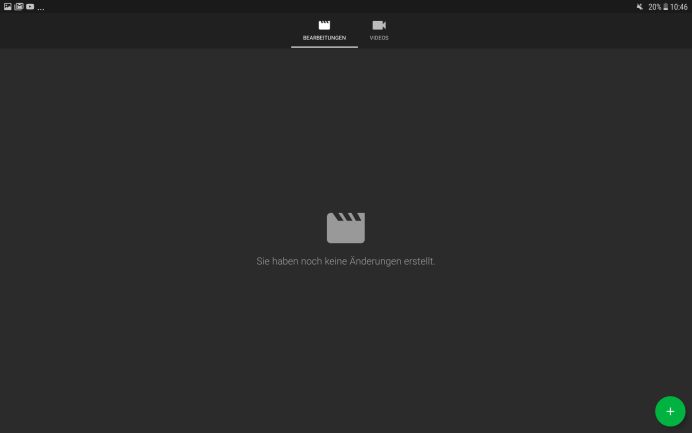 ... 20% 10:46
BEARBEITUNGEN VIDEOS
Sie haben noch keine Änderungen erstellt.
+